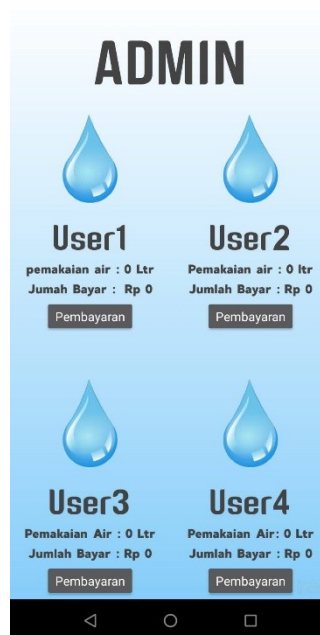 ADMIN
User1
pemakaian air : 0 Ltr
Jumah Bayar : Rp 0
Pembayaran
User2
Pemakaian air : 0 ltr
Jumlah Bayar : Rp 0
Pembayaran
User3
Pemakaian Air : 0 Ltr
Jumlah Bayar : Rp 0
Pembayaran
User4
Pemakaian Air: 0 Ltr
Jumlah Bayar : Rp 0
Pembayaran